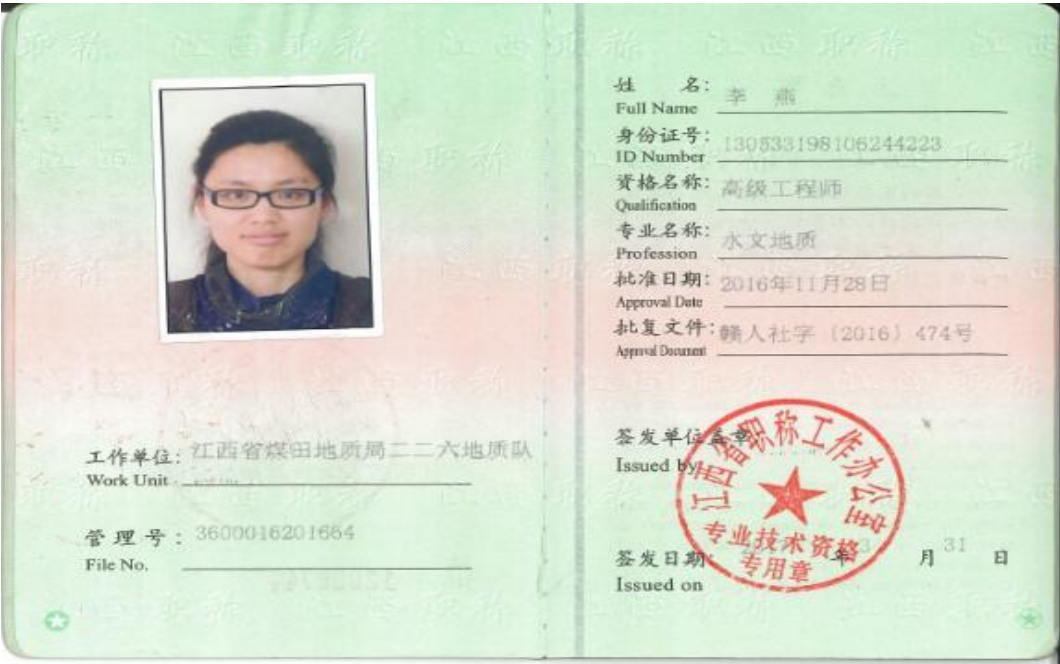 工作单位: 江西省煤田地质局二二六地质队
Work Unit
管理号: 3600016201664
File No.
姓 名: 李 燕
Full Name
身份证号: 130533198106244223
ID Number
资格名称: 高级工程师
Qualification
专业名称: 水文地质
Profession
批准日期: 2016年11月28日
Approval Date
批复文件: 赣人社字〔2016〕474号
Approval Document
签发单位盖章
Issued by
江西省职称工作办公室
专业技术资格
专用章
签发日期: 年 3 月 31 日
Issued on
江西职称